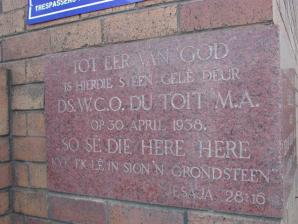 TRESPASSERS
TOT EER VAN GOD
IS HIERDIE STEEN GELÊ DEUR
DS. W.C.O. DU TOIT M.A.
OP 30 APRIL 1938.
SO SÊ DIE HERE HERE
KYK EK LÊ IN SION 'N GRONDSTEEN
JESAJA 28:16